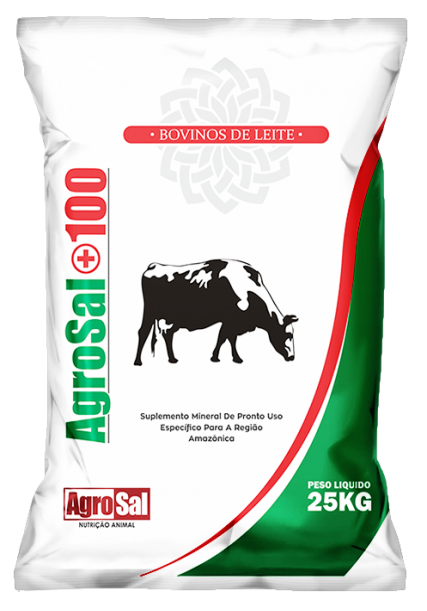 • BOVINOS DE LEITE •
AgroSal+100
Suplemento Mineral De Pronto Uso
Específico Para A Região
Amazónica
AgroSal
NUTRIÇÃO ANIMAL
PESO LIQUIDO
25KG